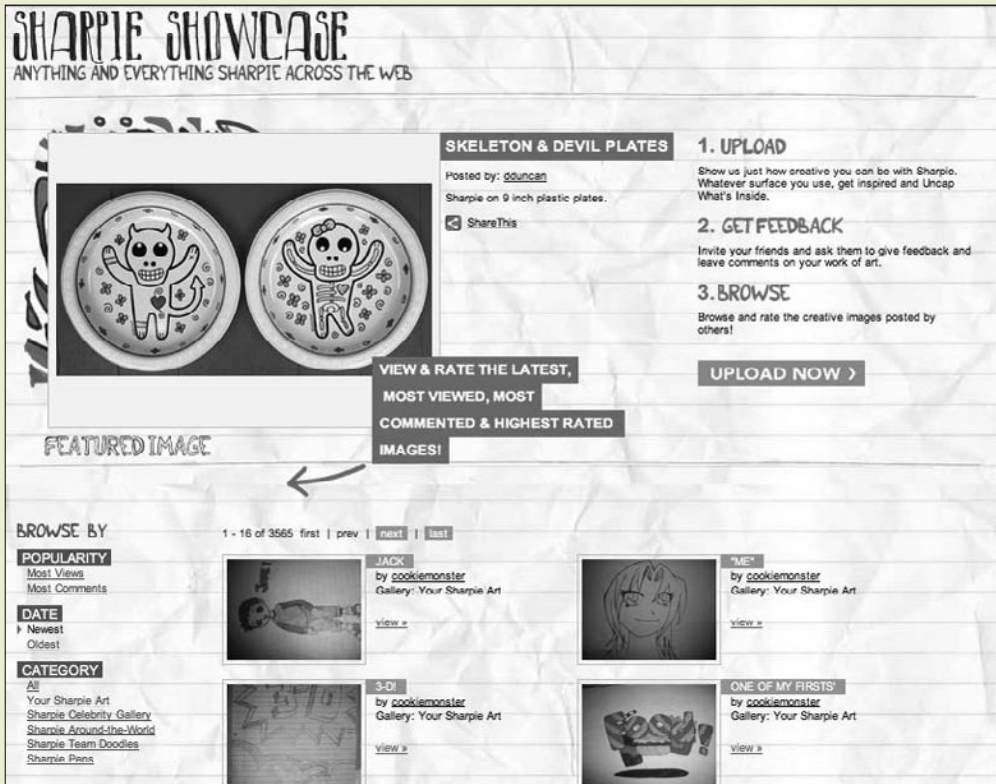 SHARPIE SHOWCASE
ANYTHING AND EVERYTHING SHARPIE ACROSS THE WEB
SKELETON & DEVIL PLATES
Posted by: dduncan
Sharpie on 9 inch plastic plates.
ShareThis
1. UPLOAD
Show us just how creative you can be with Sharpie.
Whatever surface you use, get inspired and Uncap
What's Inside.
2. GET FEEDBACK
Invite your friends and ask them to give feedback and
leave comments on your work of art.
3. BROWSE
Browse and rate the creative images posted by
others!
UPLOAD NOW >
VIEW & RATE THE LATEST,
MOST VIEWED, MOST
COMMENTED & HIGHEST RATED
IMAGES!
FEATURED IMAGE
BROWSE BY
POPULARITY
Most Views
Most Comments
DATE
Newest
Oldest
CATEGORY
All
Your Sharpie Art
Sharpie Celebrity Gallery
Sharpie Around-the-World
Sharpie Team Doodles
Sharpie Pens
1 - 16 of 3565 first | prev | next | last
JACK
by cookiemonster
Gallery: Your Sharpie Art
view »
"ME"
by cookiemonster
Gallery: Your Sharpie Art
view »
3-D!
by cookiemonster
Gallery: Your Sharpie Art
view »
ONE OF MY FIRSTS'
by cookiemonster
Gallery: Your Sharpie Art
view »